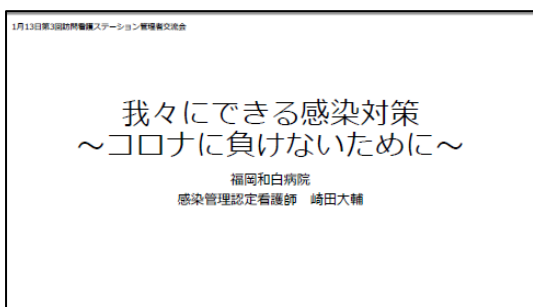 1月13日第3回訪問看護ステーション管理者交流会
我々にできる感染対策
～コロナに負けないために～
福岡和白病院
感染管理認定看護師　崎田大輔